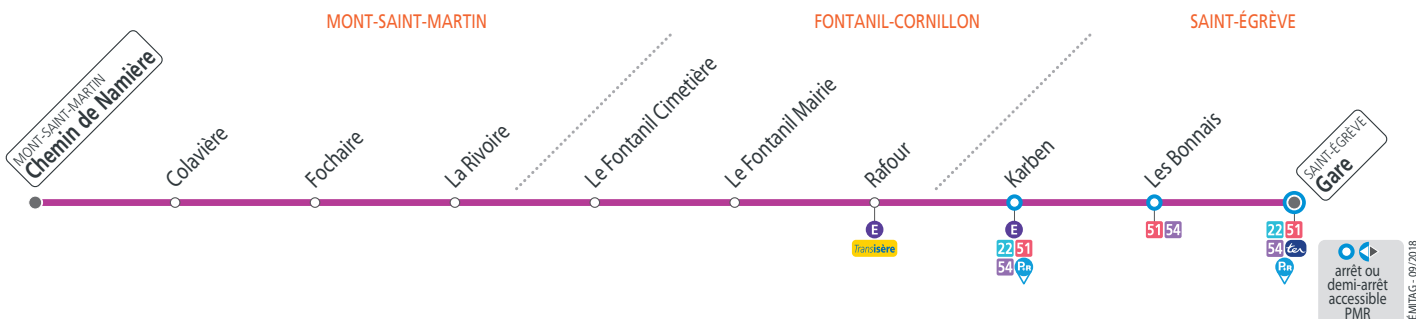 MONT-SAINT-MARTIN
FONTANIL-CORNILLON
SAINT-ÉGRÈVE
MONT-SAINT-MARTIN
Chemin de Namière
Colavière
Fochaire
La Rivoire
Le Fontanil Cimetière
Le Fontanil Mairie
Rafour
Karben
Les Bonnais
SAINT-ÉGRÈVE
Gare
E
Transisère
E
22 51
54 P+R
51 54
22 51
54 ter
P+R
arrêt ou
demi-arrêt
accessible
PMR
ÉMITAG - 09/2018